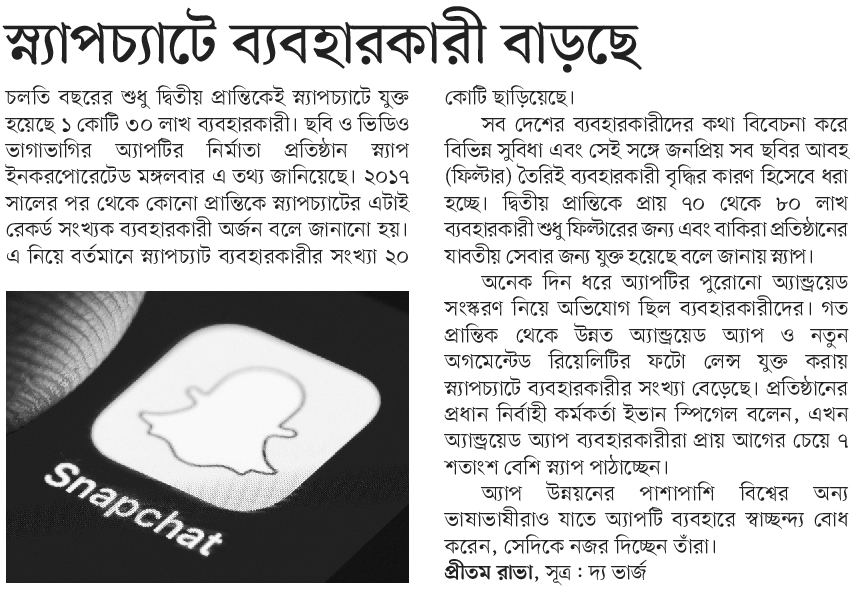 স্ন্যাপচ্যাটে ব্যবহারকারী বাড়ছে
চলতি বছরের শুধু দ্বিতীয় প্রান্তিকেই স্ন্যাপচ্যাটে যুক্ত
হয়েছে ১ কোটি ৩০ লাখ ব্যবহারকারী। ছবি ও ভিডিও
ভাগাভাগির অ্যাপটির নির্মাতা প্রতিষ্ঠান স্ন্যাপ
ইনকরপোরেটেড মঙ্গলবার এ তথ্য জানিয়েছে। ২০১৭
সালের পর থেকে কোনো প্রান্তিকে স্ন্যাপচ্যাটের এটাই
রেকর্ড সংখ্যক ব্যবহারকারী অর্জন বলে জানানো হয়।
এ নিয়ে বর্তমানে স্ন্যাপচ্যাট ব্যবহারকারীর সংখ্যা ২০
Snapchat
কোটি ছাড়িয়েছে।
সব দেশের ব্যবহারকারীদের কথা বিবেচনা করে
বিভিন্ন সুবিধা এবং সেই সঙ্গে জনপ্রিয় সব ছবির আবহ
(ফিল্টার) তৈরিই ব্যবহারকারী বৃদ্ধির কারণ হিসেবে ধরা
হচ্ছে। দ্বিতীয় প্রান্তিকে প্রায় ৭০ থেকে ৮০ লাখ
ব্যবহারকারী শুধু ফিল্টারের জন্য এবং বাকিরা প্রতিষ্ঠানের
যাবতীয় সেবার জন্য যুক্ত হয়েছে বলে জানায় স্ন্যাপ।
অনেক দিন ধরে অ্যাপটির পুরোনো অ্যান্ড্রয়েড
সংস্করণ নিয়ে অভিযোগ ছিল ব্যবহারকারীদের। গত
প্রান্তিক থেকে উন্নত অ্যান্ড্রয়েড অ্যাপ ও নতুন
অগমেন্টেড রিয়েলিটির ফটো লেন্স যুক্ত করায়
স্ন্যাপচ্যাটে ব্যবহারকারীর সংখ্যা বেড়েছে। প্রতিষ্ঠানের
প্রধান নির্বাহী কর্মকর্তা ইভান স্পিগেল বলেন, এখন
অ্যান্ড্রয়েড অ্যাপ ব্যবহারকারীরা প্রায় আগের চেয়ে ৭
শতাংশ বেশি স্ন্যাপ পাঠাচ্ছেন।
অ্যাপ উন্নয়নের পাশাপাশি বিশ্বের অন্য
ভাষাভাষীরাও যাতে অ্যাপটি ব্যবহারে স্বাচ্ছন্দ্য বোধ
করেন, সেদিকে নজর দিচ্ছেন তাঁরা।
প্রীতম রাভা, সূত্র : দ্য ভার্জ